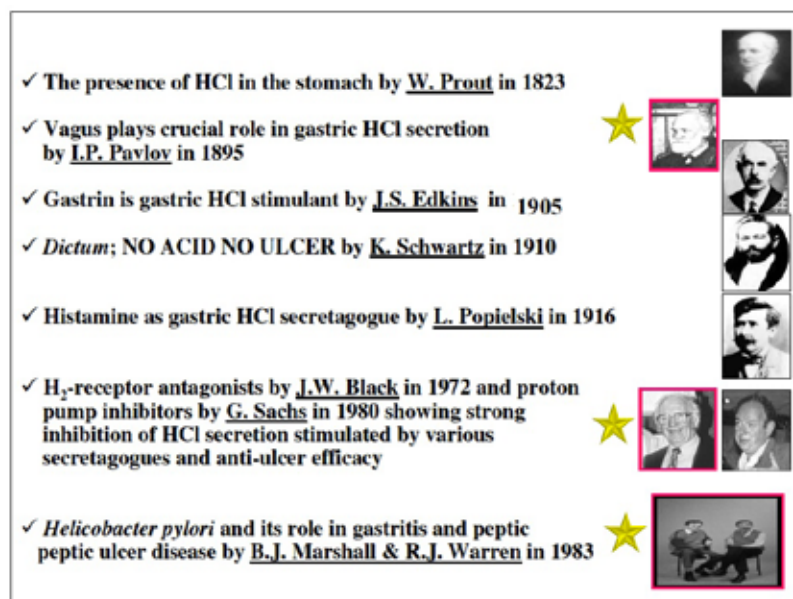 ✓ The presence of HCl in the stomach by W. Prout in 1823
✓ Vagus plays crucial role in gastric HCl secretion
by I.P. Pavlov in 1895
✓ Gastrin is gastric HCl stimulant by J.S. Edkins in 1905
✓ Dictum; NO ACID NO ULCER by K. Schwartz in 1910
✓ Histamine as gastric HCl secretagogue by L. Popielski in 1916
✓ H₂-receptor antagonists by J.W. Black in 1972 and proton
pump inhibitors by G. Sachs in 1980 showing strong
inhibition of HCl secretion stimulated by various
secretagogues and anti-ulcer efficacy
✓ Helicobacter pylori and its role in gastritis and peptic
peptic ulcer disease by B.J. Marshall & R.J. Warren in 1983